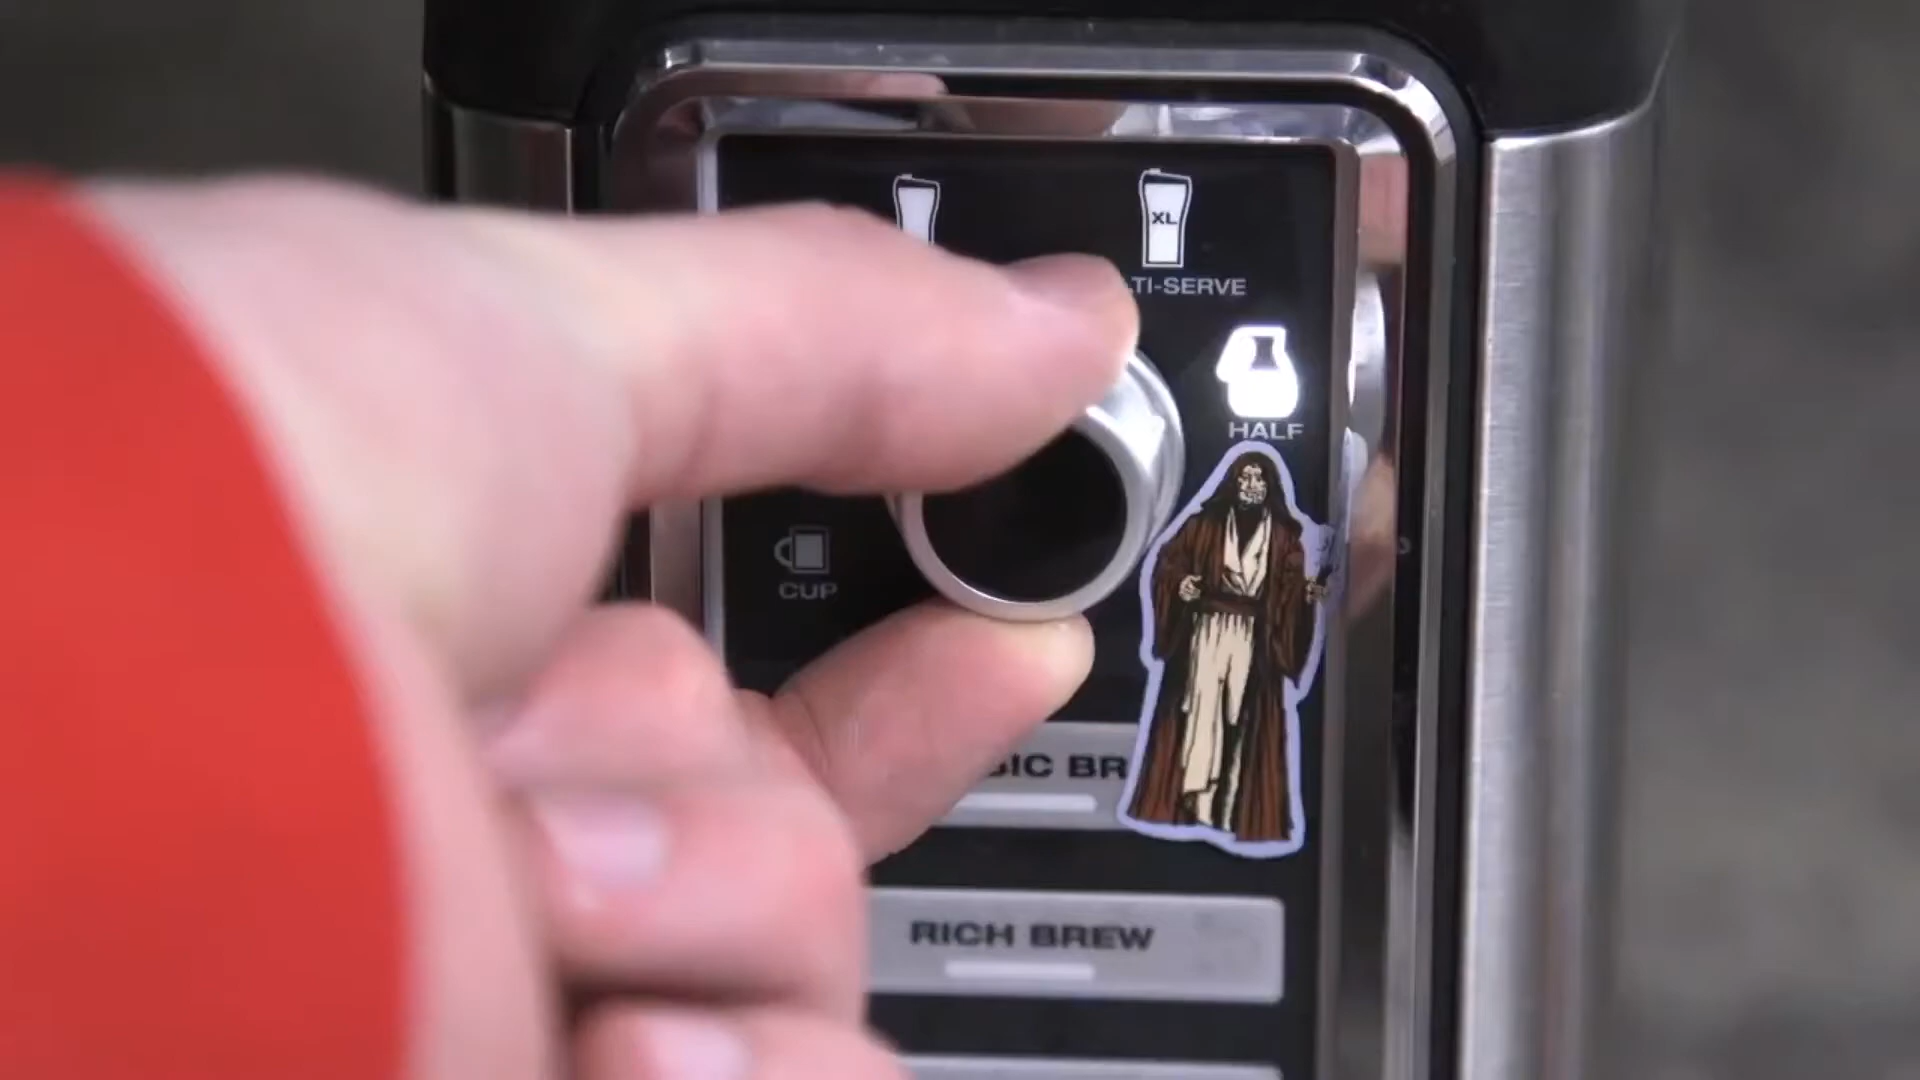 XL
TI-SERVE
HALF
CUP
SIC BR
RICH BREW